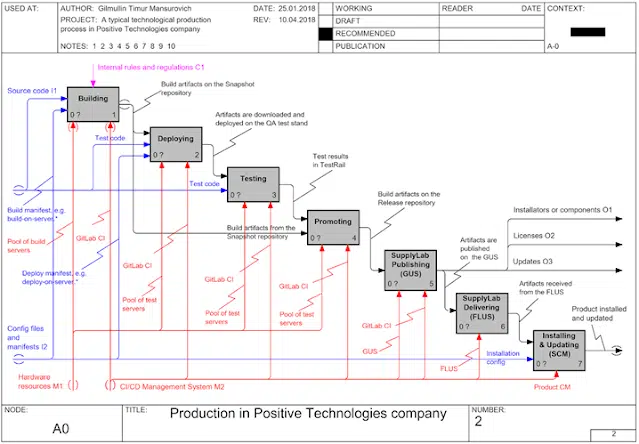 USED AT:
AUTHOR: Gilmullin Timur Mansurovich
DATE: 25.01.2018
PROJECT: A typical technological production
process in Positive Technologies company
REV: 10.04.2018
NOTES: 1 2 3 4 5 6 7 8 9 10
WORKING
DRAFT
RECOMMENDED
PUBLICATION
READER
DATE
CONTEXT:
A-0
Internal rules and regulations C1
Source code I1
Building
0 ?
1
Build artifacts on the Snapshot
repository
Artifacts are downloaded and
deployed on the QA test stand
Test code
Deploying
0 ?
2
Test results
in TestRail
Test code
Testing
0 ?
3
Build artifacts on the
Release repository
Build manifest, e.g.
build-on-server.*
Promoting
0 ?
4
Build artifacts from the
Snapshot repository
Installators or components O1
Licenses O2
Updates O3
Pool of build
servers
GitLab CI
Deploy manifest, e.g.
deploy-on-server.*
GitLab CI
Pool of test
servers
GitLab CI
Pool of test
servers
GitLab CI
Pool of test
servers
Artifacts are
published
on the GUS
SupplyLab
Publishing
(GUS)
0 ?
5
Artifacts received
from the FLUS
SupplyLab
Delivering
(FLUS)
0 ?
6
Product installed
and updated
Config files
and
manifests I2
GitLab CI
GUS
FLUS
Installation
config
Installing
& Updating
(SCM)
0 ?
7
Hardware
resources M1
CI/CD Management System M2
Product CM
NODE:
A0
TITLE:
Production in Positive Technologies company
NUMBER:
2
2